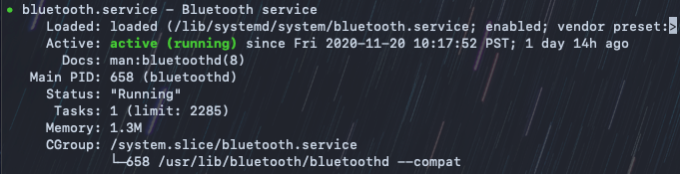 ● bluetooth.service - Bluetooth service
Loaded: loaded (/lib/systemd/system/bluetooth.service; enabled; vendor preset:>
Active: active (running) since Fri 2020-11-20 10:17:52 PST; 1 day 14h ago
Docs: man:bluetoothd(8)
Main PID: 658 (bluetoothd)
Status: "Running"
Tasks: 1 (limit: 2285)
Memory: 1.3M
CGroup: /system.slice/bluetooth.service
└─658 /usr/lib/bluetooth/bluetoothd --compat